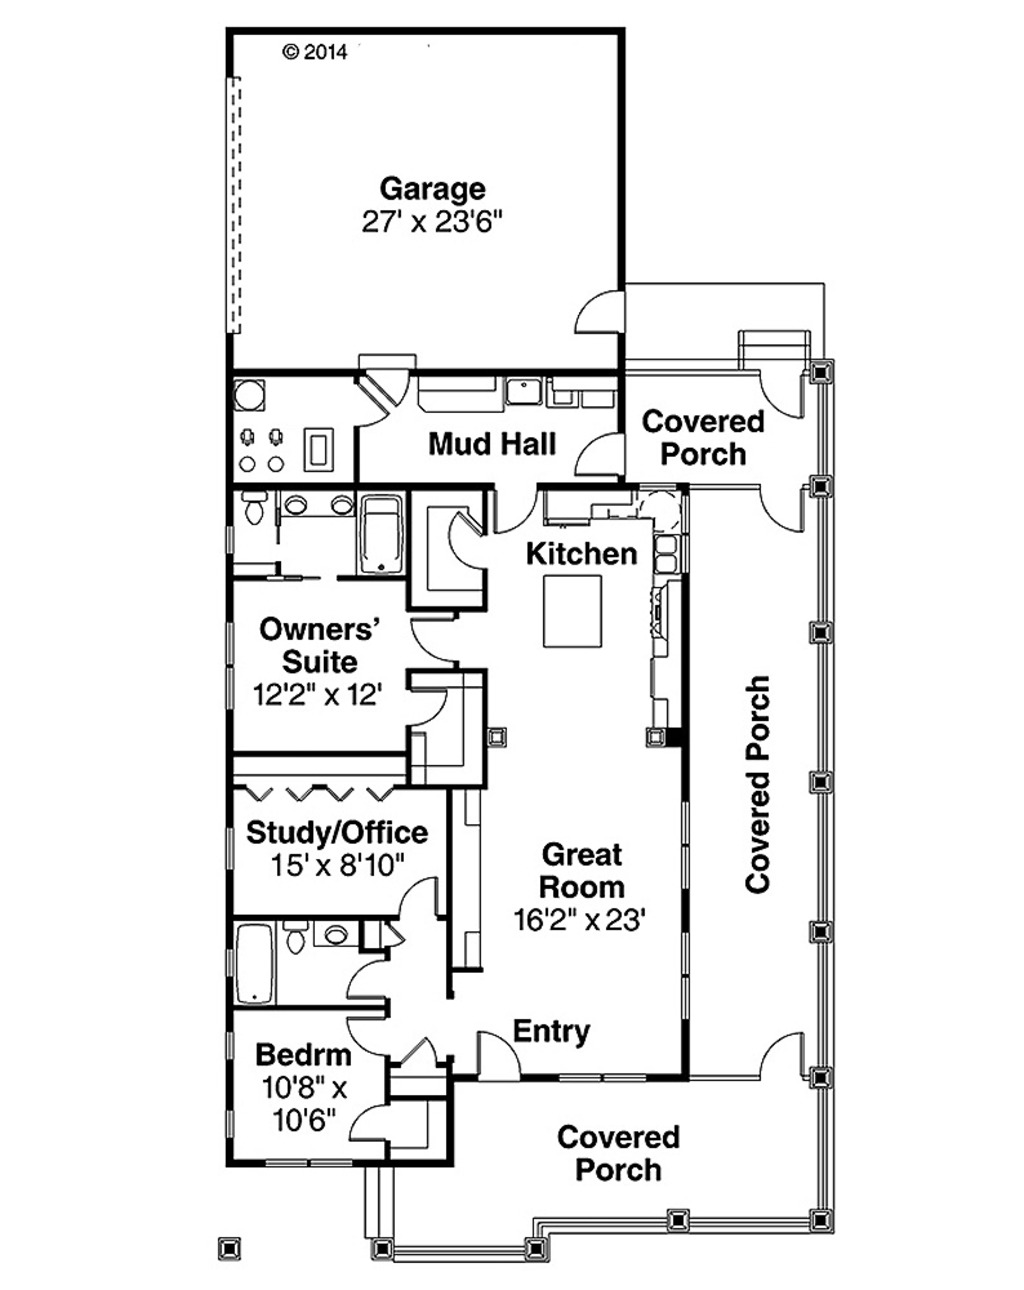 © 2014
Garage
27' x 23'6"
Covered
Porch
Mud Hall
Kitchen
Owners'
Suite
12'2" x 12'
Covered Porch
Study/Office
15' x 8'10"
Great
Room
16'2" x 23'
Entry
Bedrm
10'8" x
10'6"
Covered
Porch